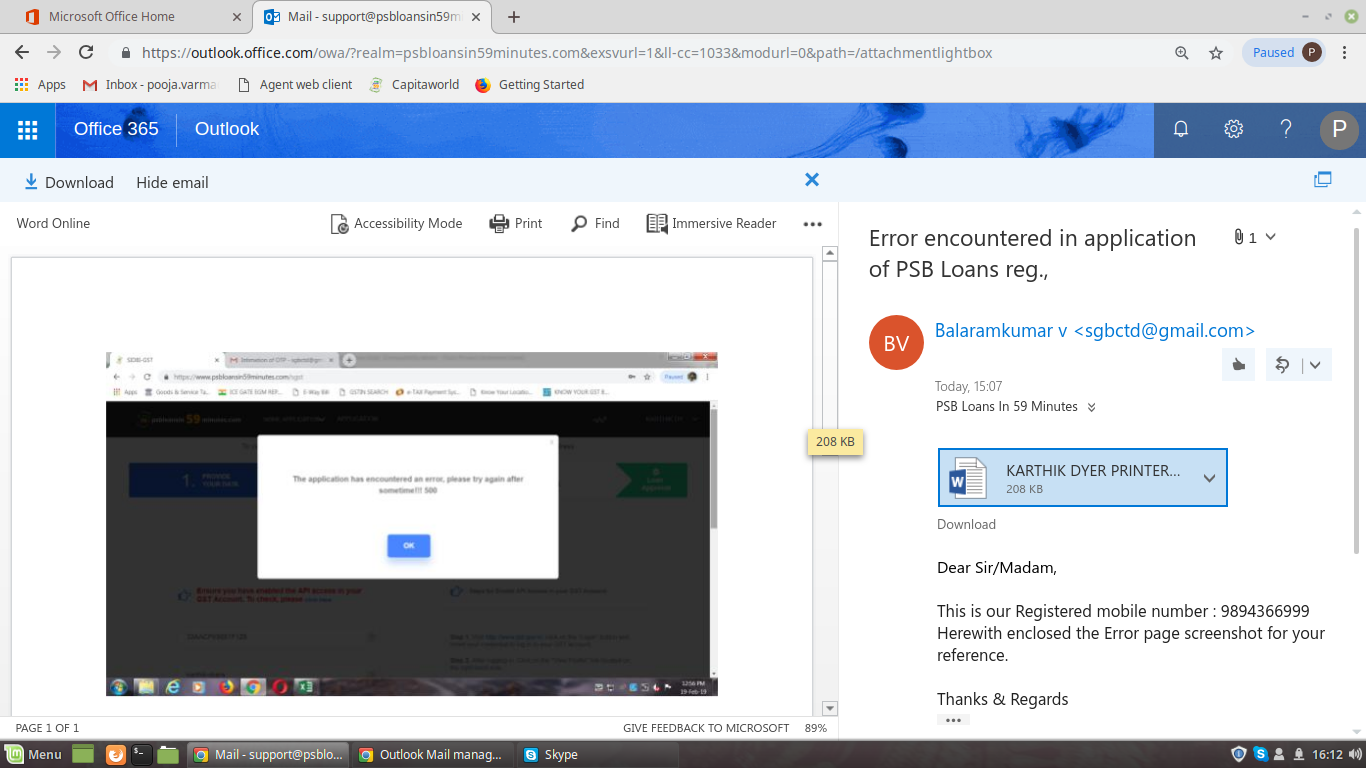 Microsoft Office Home
Mail - support@psbloansin59m
https://outlook.office.com/owa/?realm=psbloansin59minutes.com&exsvurl=1&ll-cc=1033&modurl=0&path=/attachmentlightbox
Paused P
Apps Inbox - pooja.varma Agent web client Capitaworld Getting Started
Office 365 Outlook
? P
Download Hide email
Word Online Accessibility Mode Print Find Immersive Reader
SIDBI-GST
https://www.psbloansin59minutes.com/
Paused
Apps Goods & Service Ta... ICE GATE IGM REP... E-Way Bill GSTIN SEARCH e-TAX Payment Sys... Know Your Locatio... KNOW YOUR GST R...
psbloansin 59 minutes.com
1. PROVIDE YOUR DATA
Loan
Approval
The application has encountered an error, please try again after
sometime!!! 500
OK
Ensure you have enabled the API access in your
GST Account. To check, please click here.
12:56 PM
19-Feb-19
208 KB
PAGE 1 OF 1 GIVE FEEDBACK TO MICROSOFT 89%
Error encountered in application
of PSB Loans reg.,
1
BV
Balaramkumar v <sgbctd@gmail.com>
Today, 15:07
PSB Loans In 59 Minutes
KARTHIK DYER PRINTER...
208 KB
Download
Dear Sir/Madam,
This is our Registered mobile number : 9894366999
Herewith enclosed the Error page screenshot for your
reference.
Thanks & Regards
Menu Mail - support@psblo... Outlook Mail manag... Skype 16:12